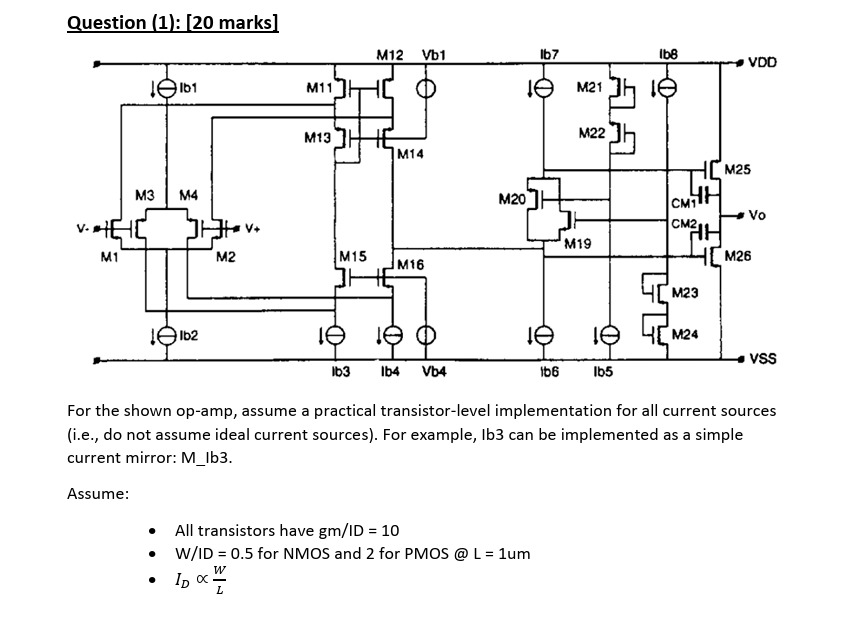 Question (1): [20 marks]
M12 Vb1 Ib7 Ib8
VDD
Ib1 M11 M21
M13 M22
M14
M25
M3 M4 M20 CM1
V- V+ Vo
CM2
M19
M1 M2 M15 M16 M26
M23
Ib2 M24
VSS
Ib3 Ib4 Vb4 Ib6 Ib5
For the shown op-amp, assume a practical transistor-level implementation for all current sources
(i.e., do not assume ideal current sources). For example, Ib3 can be implemented as a simple
current mirror: M_Ib3.
Assume:
• All transistors have gm/ID = 10
• W/ID = 0.5 for NMOS and 2 for PMOS @ L = 1um
• I_D ∝ W/L